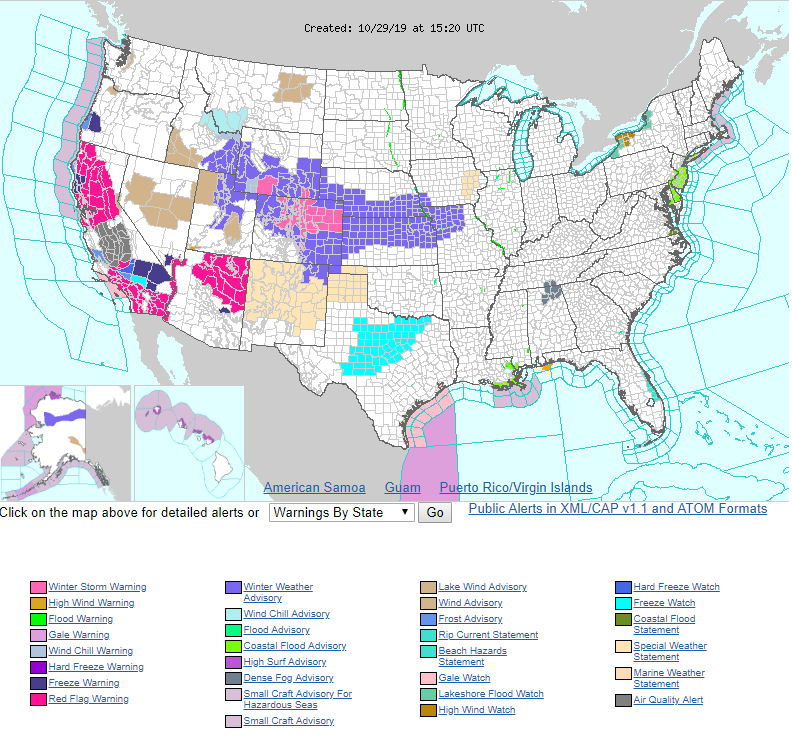 Created: 10/29/19 at 15:20 UTC
American Samoa Guam Puerto Rico/Virgin Islands
Click on the map above for detailed alerts or Warnings By State Go Public Alerts in XML/CAP v1.1 and ATOM Formats
Winter Storm Warning
High Wind Warning
Flood Warning
Gale Warning
Wind Chill Warning
Hard Freeze Warning
Freeze Warning
Red Flag Warning
Winter Weather
Advisory
Wind Chill Advisory
Flood Advisory
Coastal Flood Advisory
High Surf Advisory
Dense Fog Advisory
Small Craft Advisory For
Hazardous Seas
Small Craft Advisory
Lake Wind Advisory
Wind Advisory
Frost Advisory
Rip Current Statement
Beach Hazards
Statement
Gale Watch
Lakeshore Flood Watch
High Wind Watch
Hard Freeze Watch
Freeze Watch
Coastal Flood
Statement
Special Weather
Statement
Marine Weather
Statement
Air Quality Alert